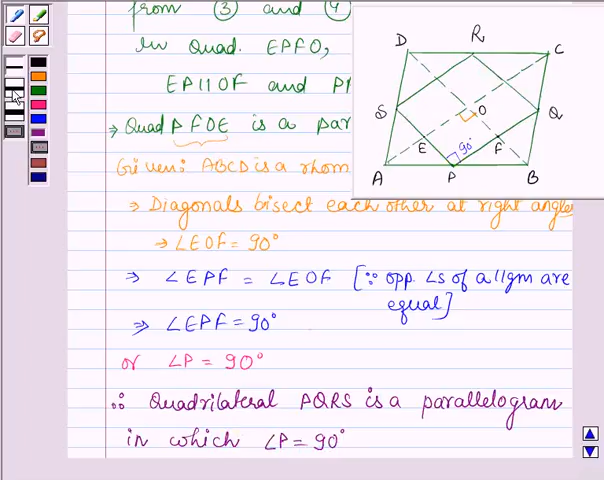 from ③ and ④
In Quad. EPFO,
EP||OF and
⇒ Quad PFOE is a par
Given: ABCD is a rhom
⇒ Diagonals bisect each other at right angles
⇒ ∠EOF = 90°
⇒ ∠EPF = ∠EOF [∵ opp. ∠s of a ||gm are
equal]
⇒ ∠EPF = 90°
or ∠P = 90°
∴ Quadrilateral PQRS is a parallelogram
in which ∠P = 90°
D R C
S O Q
E 90° F
A P B